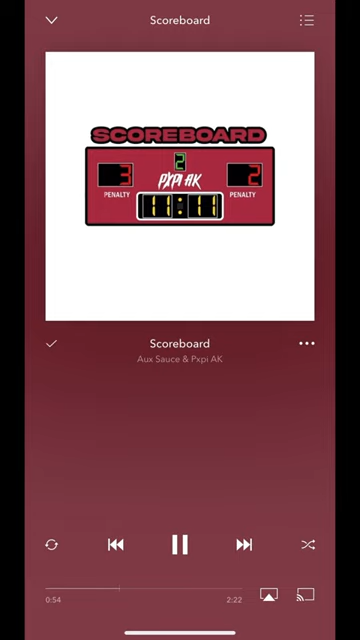 Scoreboard
SCOREBOARD
2
3
PXPI AK
2
PENALTY
11:11
PENALTY
Scoreboard
Aux Sauce & Pxpi AK
0:54
2:22